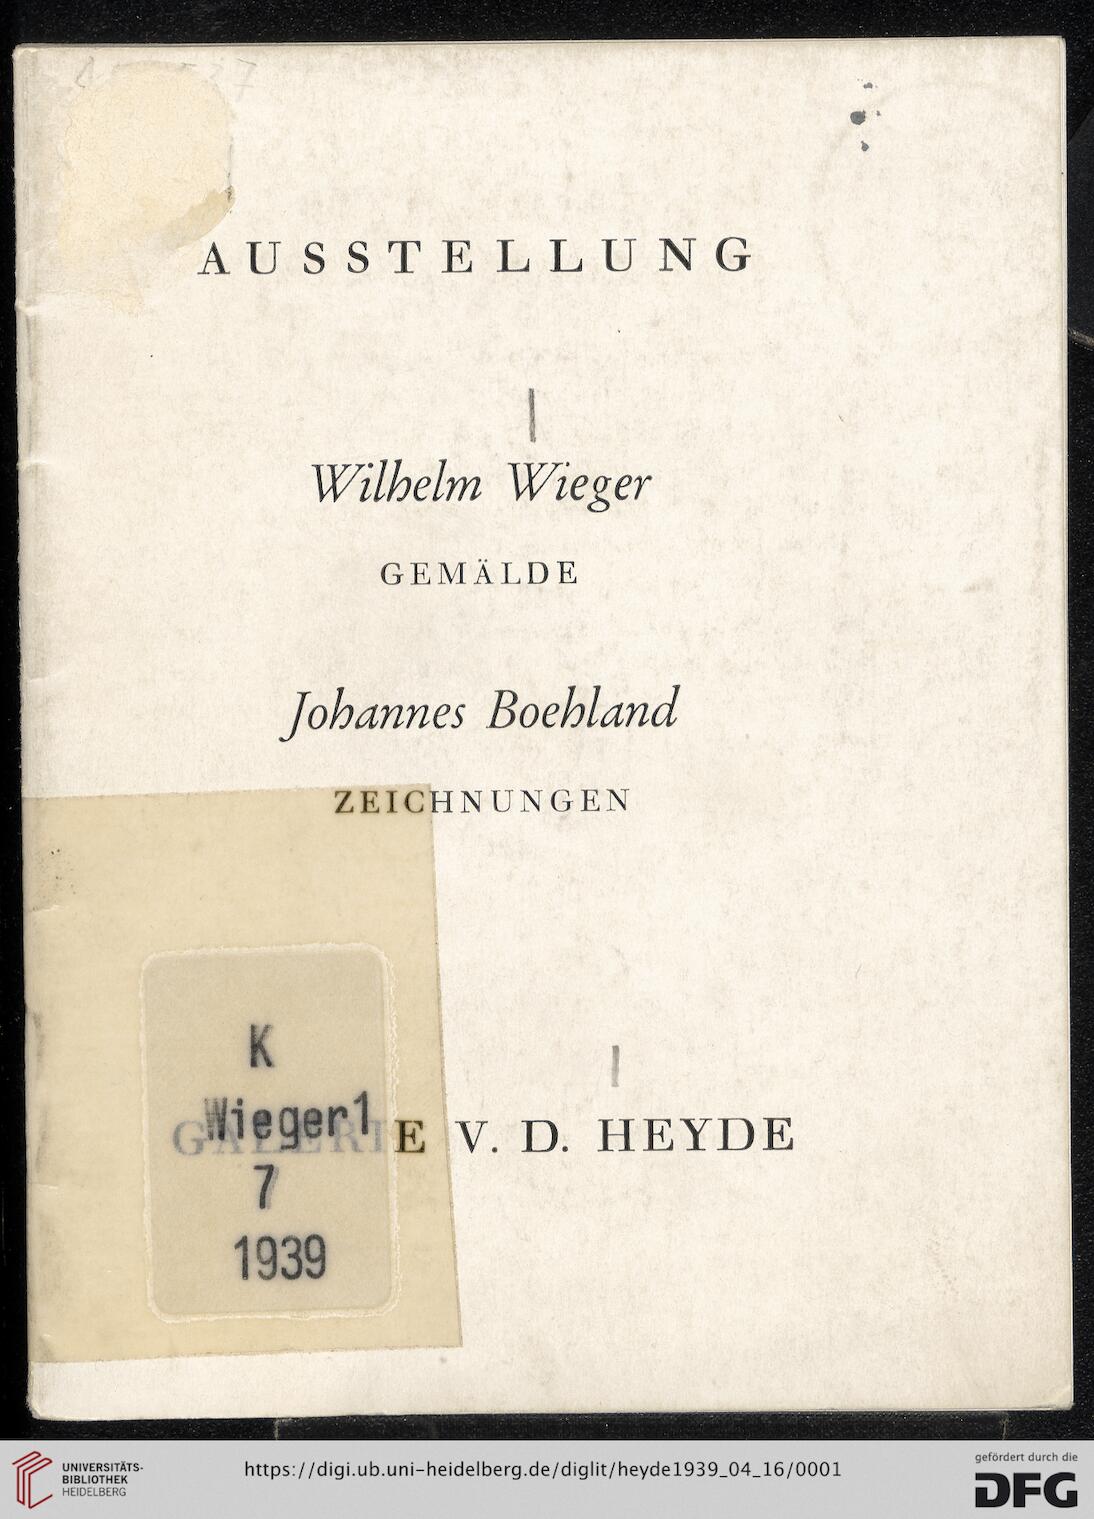 AUSSTELLUNG
Wilhelm Wieger
GEMÄLDE
Johannes Boehland
ZEICHNUNGEN
GALERIE V. D. HEYDE
K
Wieger1
7
1939
UNIVERSITÄTS-
BIBLIOTHEK
HEIDELBERG
https://digi.ub.uni-heidelberg.de/diglit/heyde1939_04_16/0001
gefördert durch die
DFG